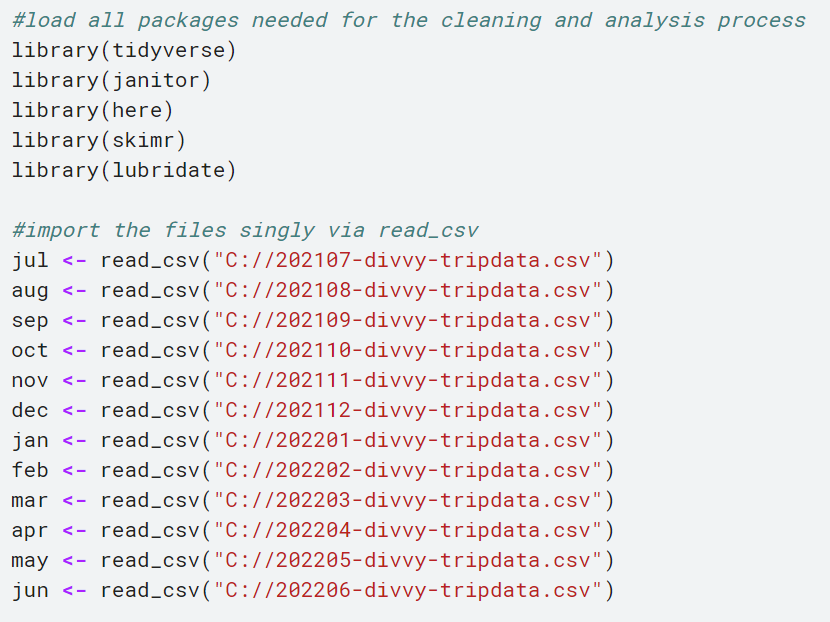 #load all packages needed for the cleaning and analysis process
library(tidyverse)
library(janitor)
library(here)
library(skimr)
library(lubridate)
#import the files singly via read_csv
jul <- read_csv("C://202107-divvy-tripdata.csv")
aug <- read_csv("C://202108-divvy-tripdata.csv")
sep <- read_csv("C://202109-divvy-tripdata.csv")
oct <- read_csv("C://202110-divvy-tripdata.csv")
nov <- read_csv("C://202111-divvy-tripdata.csv")
dec <- read_csv("C://202112-divvy-tripdata.csv")
jan <- read_csv("C://202201-divvy-tripdata.csv")
feb <- read_csv("C://202202-divvy-tripdata.csv")
mar <- read_csv("C://202203-divvy-tripdata.csv")
apr <- read_csv("C://202204-divvy-tripdata.csv")
may <- read_csv("C://202205-divvy-tripdata.csv")
jun <- read_csv("C://202206-divvy-tripdata.csv")